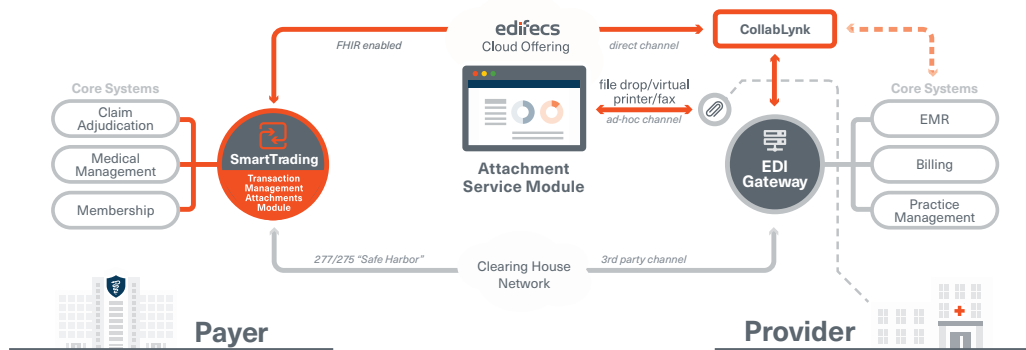 edifecs
Cloud Offering
FHIR enabled
direct channel
CollabLynk
Core Systems
Claim
Adjudication
Medical
Management
Membership
SmartTrading
Transaction
Management
Attachments
Module
file drop/virtual
printer/fax
ad-hoc channel
Attachment
Service Module
EDI
Gateway
Core Systems
EMR
Billing
Practice
Management
277/275 “Safe Harbor”
Clearing House
Network
3rd party channel
Payer
Provider